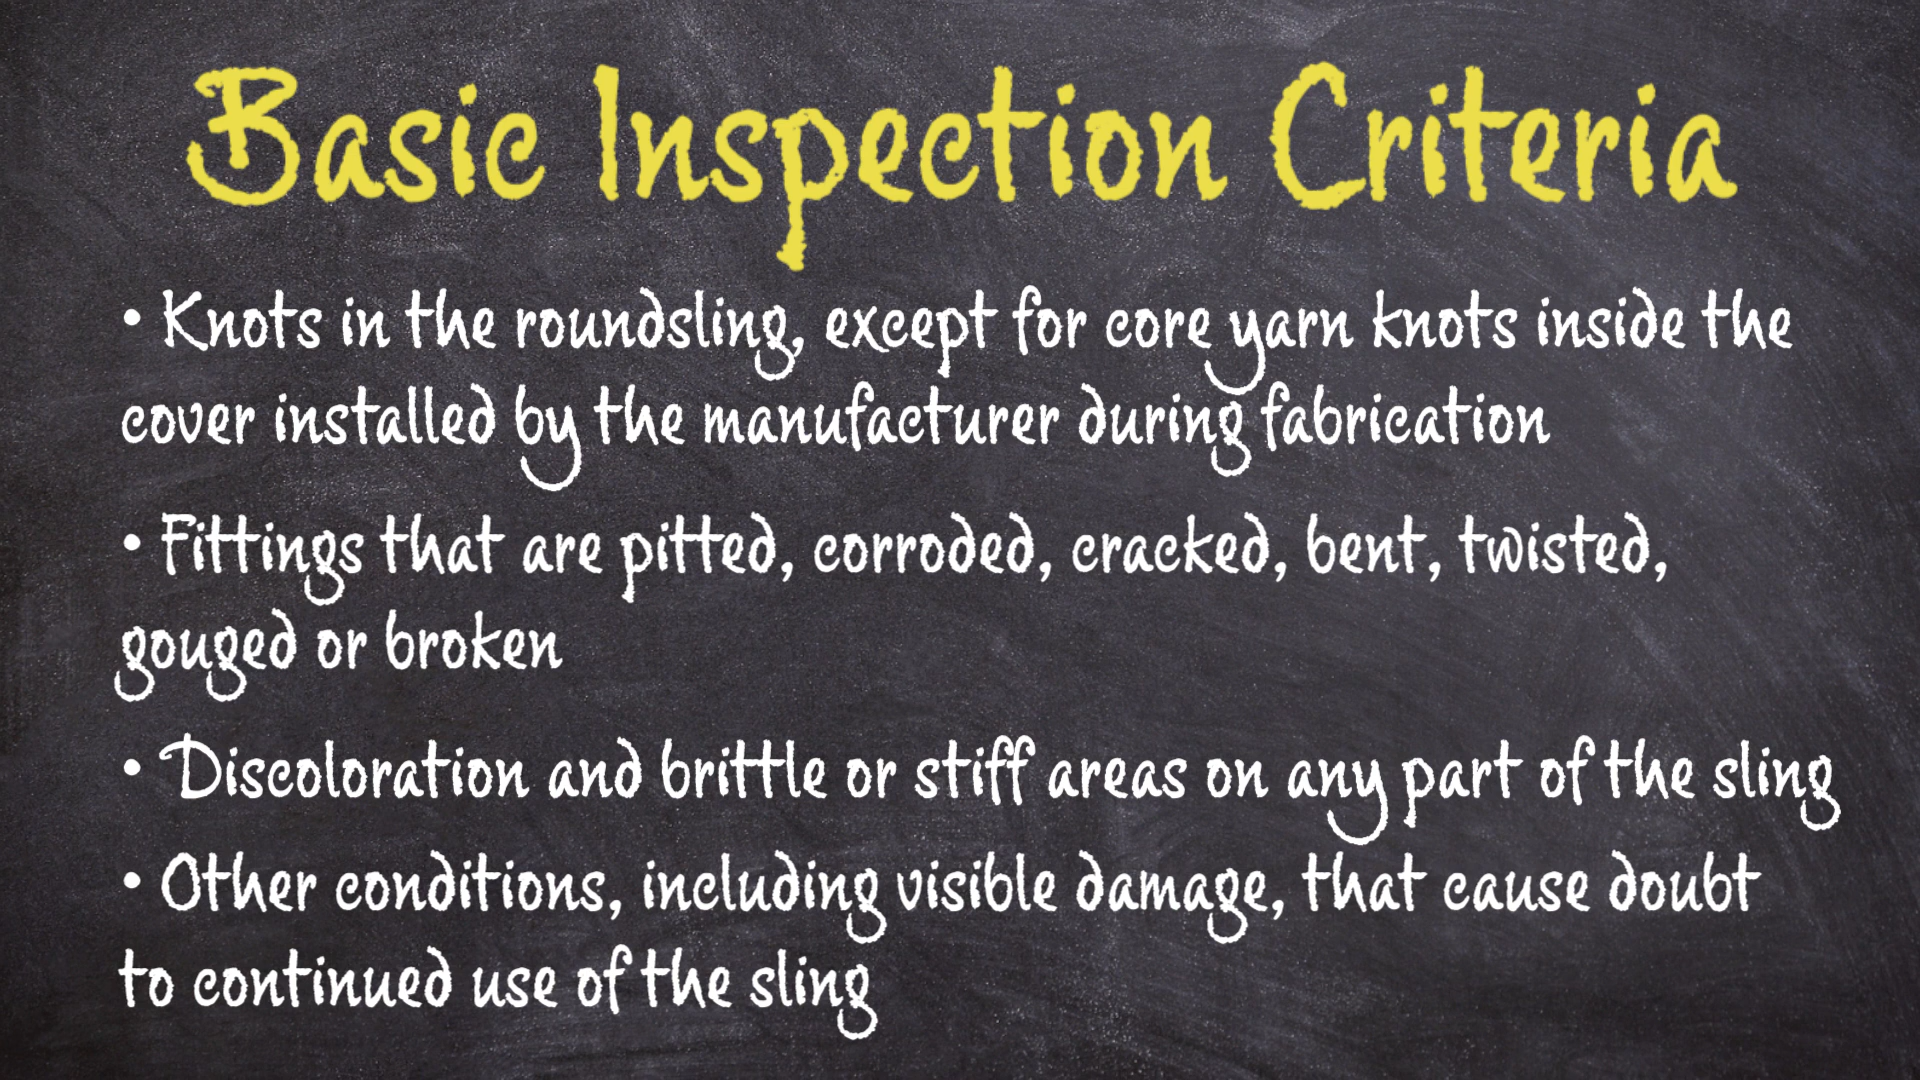 Basic Inspection Criteria
• Knots in the roundsling, except for core yarn knots inside the
cover installed by the manufacturer during fabrication
• Fittings that are pitted, corroded, cracked, bent, twisted,
gouged or broken
• Discoloration and brittle or stiff areas on any part of the sling
• Other conditions, including visible damage, that cause doubt
to continued use of the sling